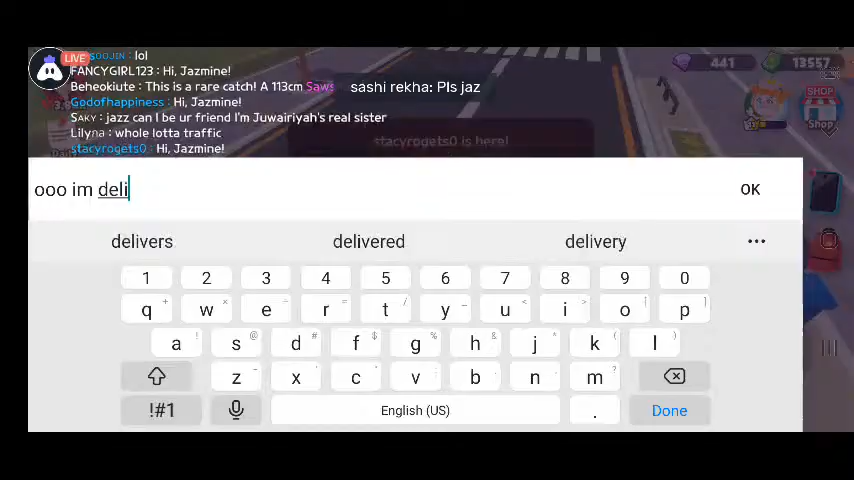 LIVE
SOOJIN : lol
FANCYGIRL123 : Hi, Jazmine!
Beheokiute : This is a rare catch! A 113cm Saws
sashi rekha: Pls jaz
Godofhappiness : Hi, Jazmine!
SAKY : jazz can I be ur friend I'm Juwairiyah's real sister
Lilyna : whole lotta traffic
stacyrogets0 : Hi, Jazmine!
stacyrogets0 is here!
441
13557
SHOP
Shop
ooo im deli
OK
delivers delivered delivery •••
1 2 3 4 5 6 7 8 9 0
q w e r t y u i o p
a s d f g h j k l
z x c v b n m
!#1 English (US) . Done